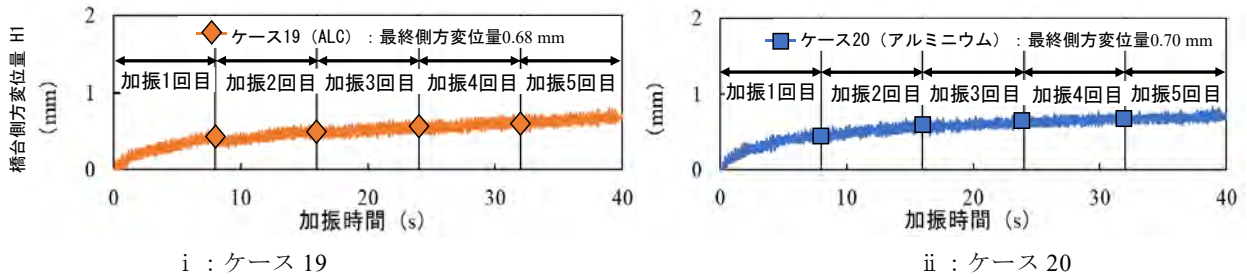 橋台側方変位量 H1
(mm)
2
1
0
ケース19（ALC）：最終側方変位量0.68 mm
加振1回目 加振2回目 加振3回目 加振4回目 加振5回目
0 10 20 30 40
加振時間（s）
ⅰ：ケース 19
(mm)
2
1
0
ケース20（アルミニウム）：最終側方変位量0.70 mm
加振1回目 加振2回目 加振3回目 加振4回目 加振5回目
0 10 20 30 40
加振時間（s）
ⅱ：ケース 20